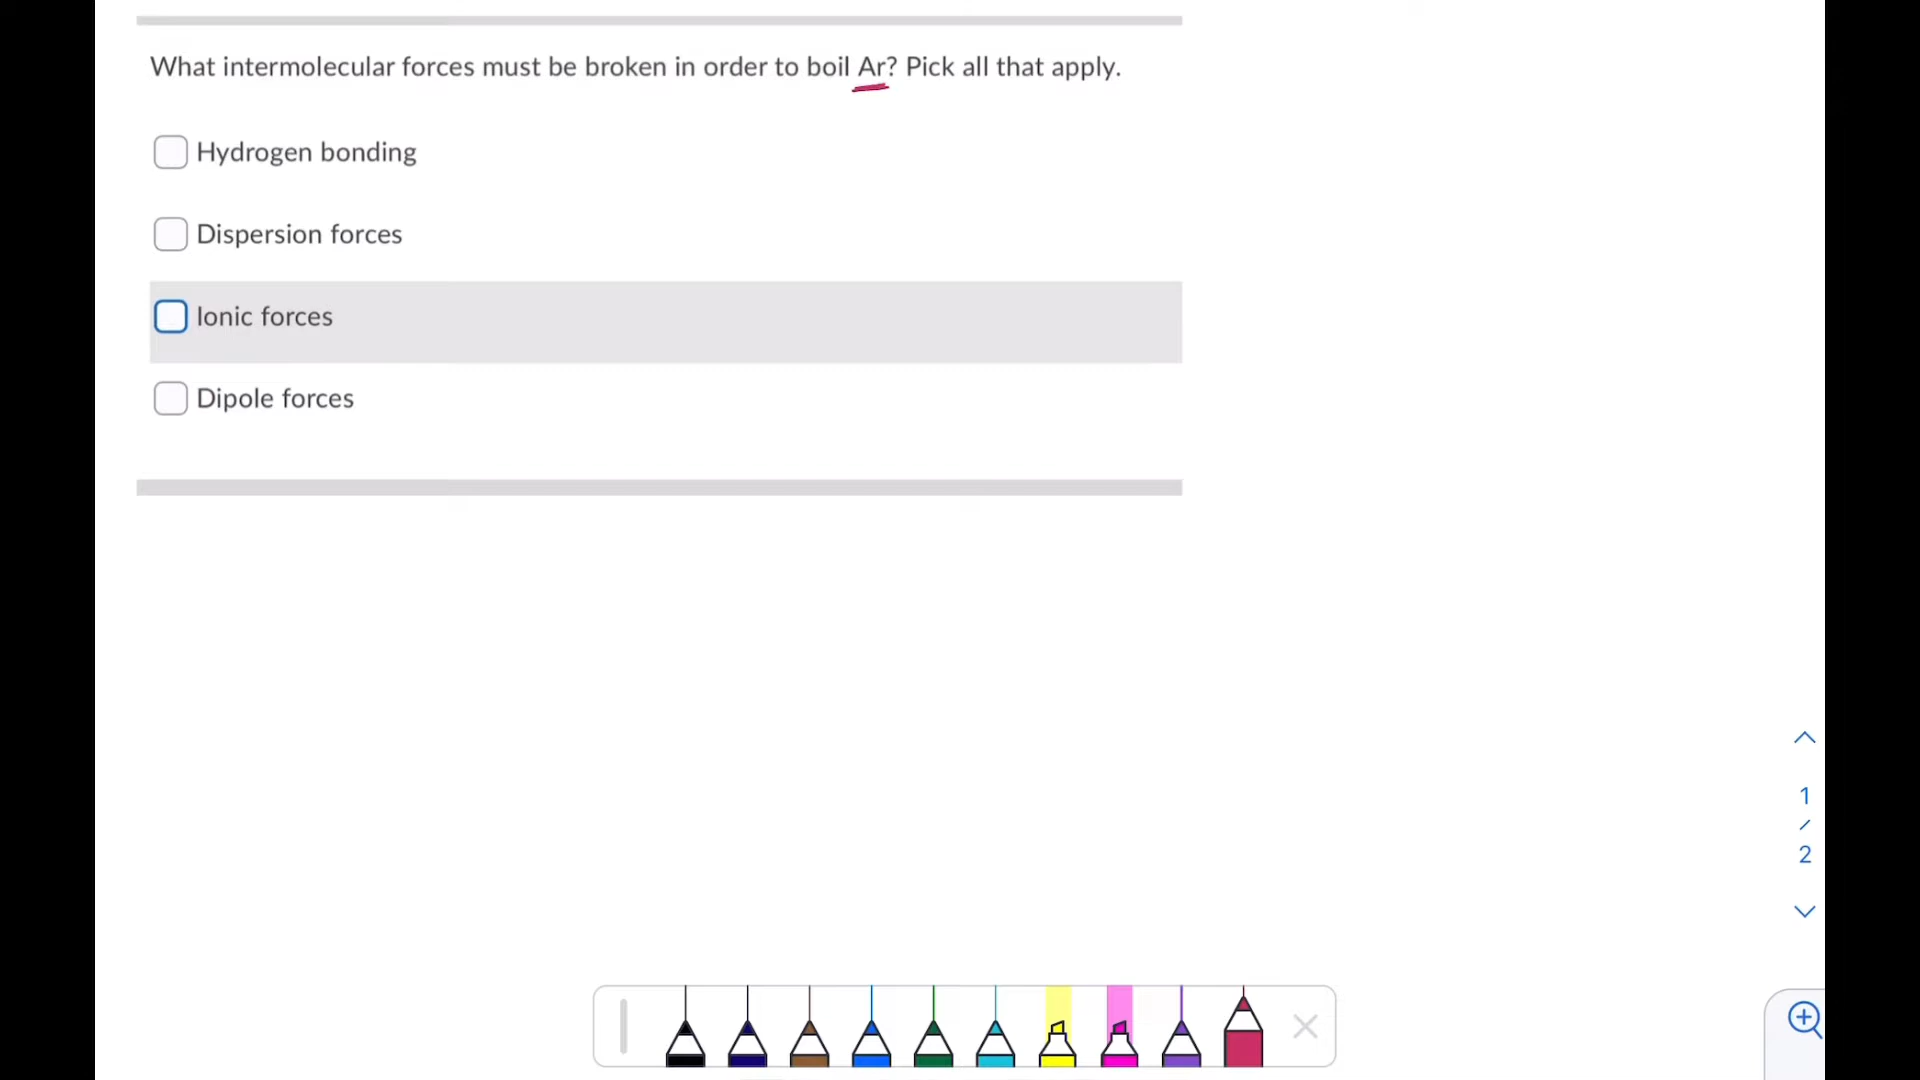 What intermolecular forces must be broken in order to boil Ar? Pick all that apply.
Hydrogen bonding
Dispersion forces
Ionic forces
Dipole forces
1
/
2